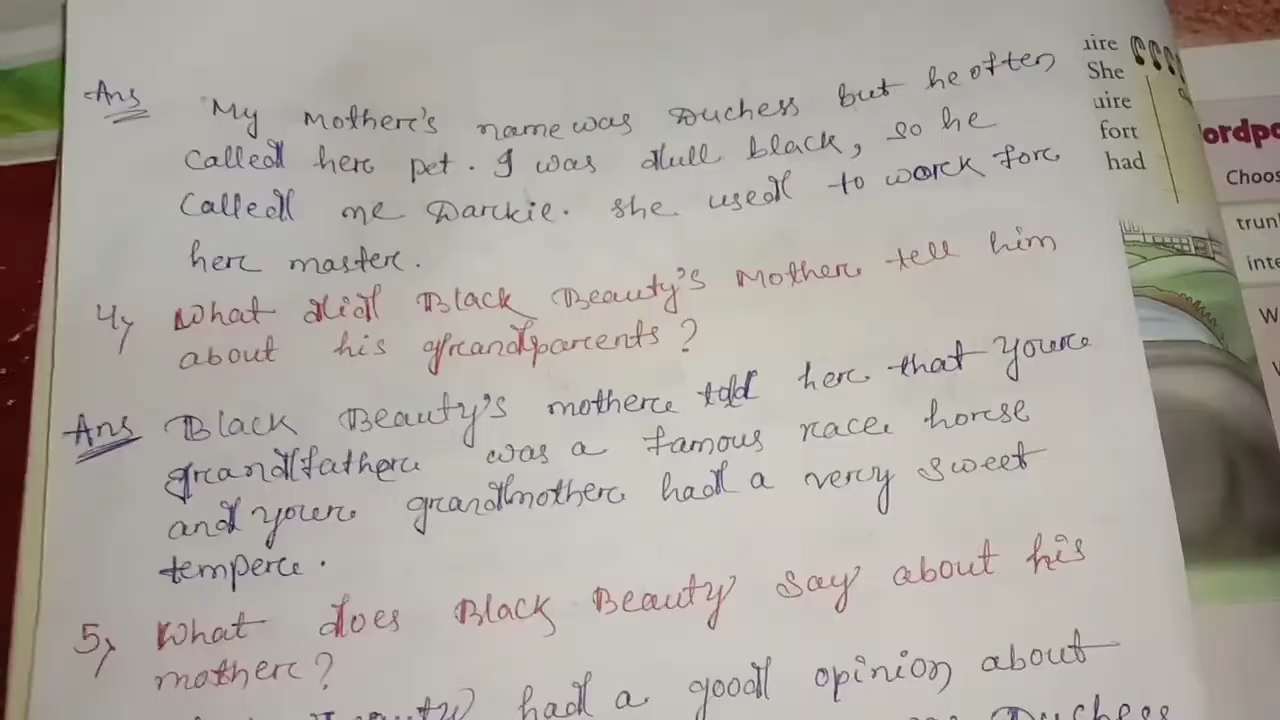 Ans My Mother's name was Duchess but he often
called her pet. I was dull black, so he
called me Darkie. She used to work for
her master.
4, What did Black Beauty's Mother tell him
about his grandparents?
Ans Black Beauty's mother told her that your
grandfather was a famous race horse
and your grandmother had a very sweet
temper.
5, What does Black Beauty say about his
mother?
had a good opinion about
Duchess
uire
She
uire
fort
had
ordpo
Choos
trun
inte
W